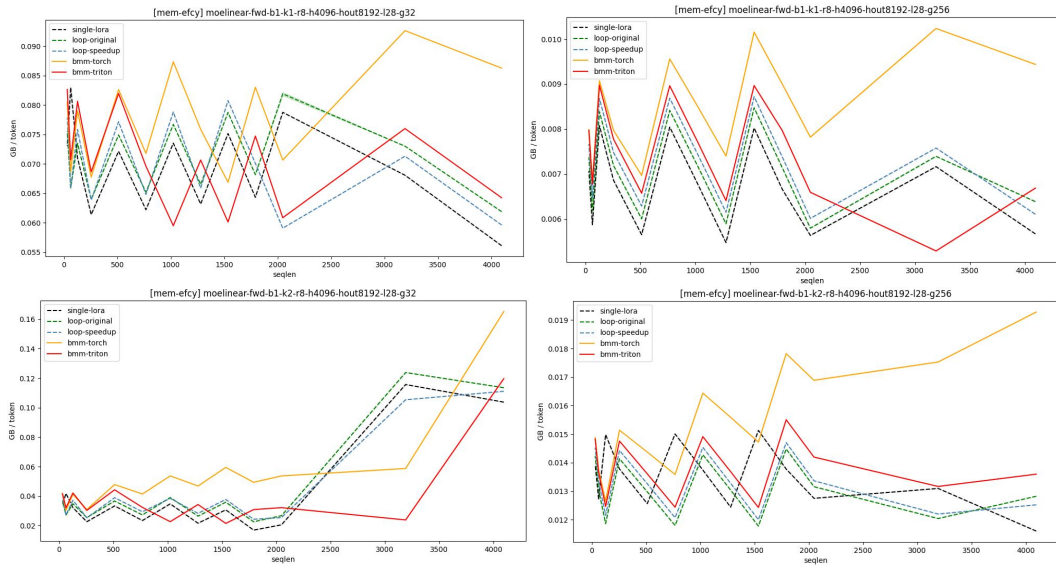 [mem-efcy] moelinear-fwd-b1-k1-r8-h4096-hout8192-l28-g32
single-lora
loop-original
loop-speedup
bmm-torch
bmm-triton
GB / token
0.090
0.085
0.080
0.075
0.070
0.065
0.060
0.055
0 500 1000 1500 2000 2500 3000 3500 4000
seqlen
[mem-efcy] moelinear-fwd-b1-k1-r8-h4096-hout8192-l28-g256
single-lora
loop-original
loop-speedup
bmm-torch
bmm-triton
GB / token
0.010
0.009
0.008
0.007
0.006
0 500 1000 1500 2000 2500 3000 3500 4000
seqlen
[mem-efcy] moelinear-fwd-b1-k2-r8-h4096-hout8192-l28-g32
single-lora
loop-original
loop-speedup
bmm-torch
bmm-triton
GB / token
0.16
0.14
0.12
0.10
0.08
0.06
0.04
0.02
0 500 1000 1500 2000 2500 3000 3500 4000
seqlen
[mem-efcy] moelinear-fwd-b1-k2-r8-h4096-hout8192-l28-g256
single-lora
loop-original
loop-speedup
bmm-torch
bmm-triton
GB / token
0.019
0.018
0.017
0.016
0.015
0.014
0.013
0.012
0 500 1000 1500 2000 2500 3000 3500 4000
seqlen